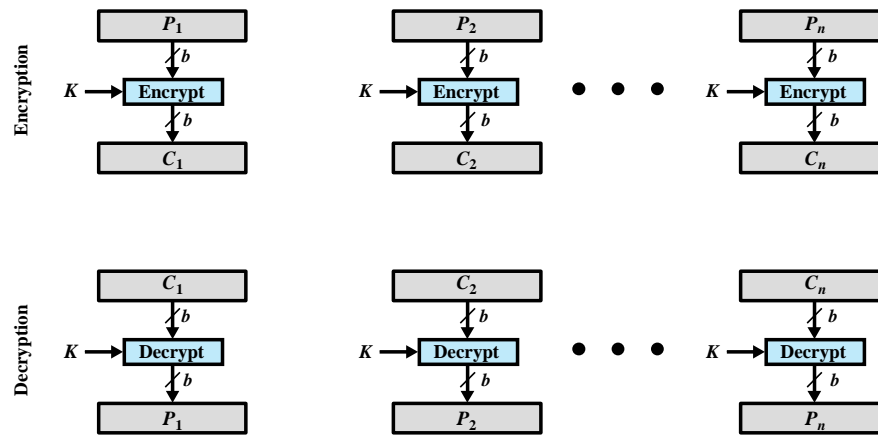 Encryption
P1 P2 Pn
b b b
K Encrypt K Encrypt K Encrypt
b b b
C1 C2 Cn
Decryption
C1 C2 Cn
b b b
K Decrypt K Decrypt K Decrypt
b b b
P1 P2 Pn